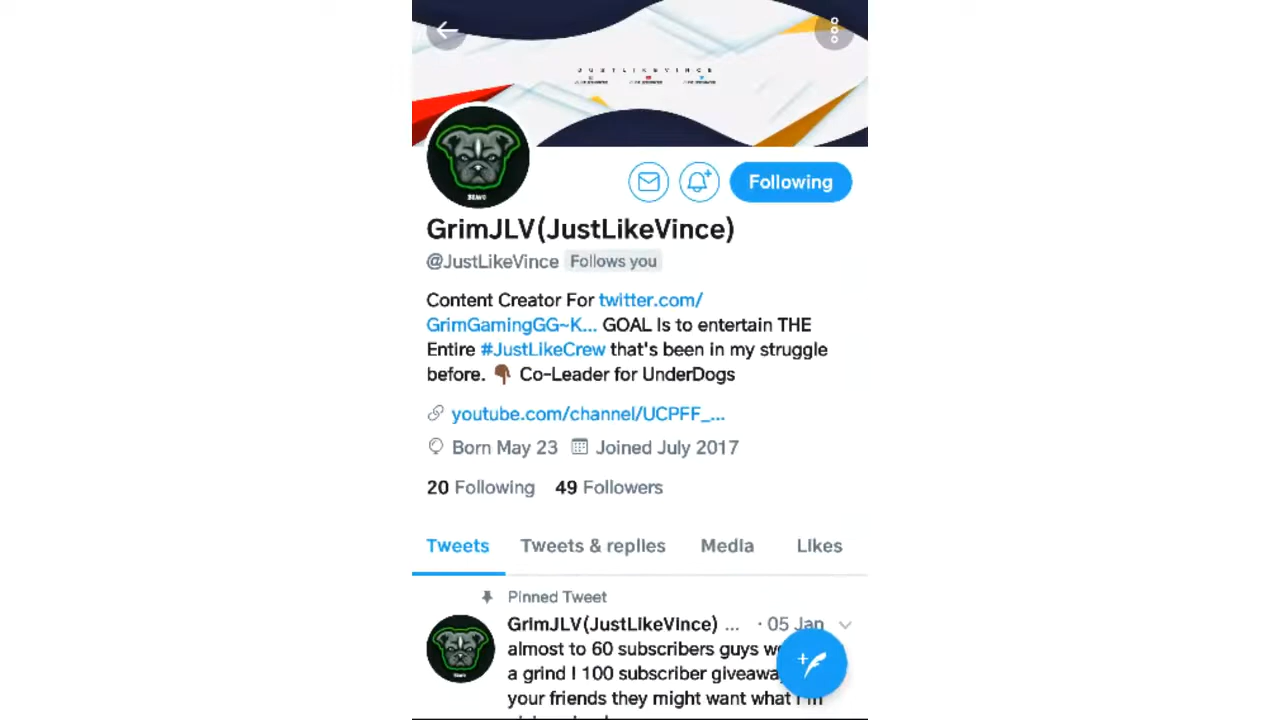 JUSTLIKEVINCE
Following
GrimJLV(JustLikeVince)
@JustLikeVince Follows you
Content Creator For twitter.com/
GrimGamingGG~K... GOAL Is to entertain THE
Entire #JustLikeCrew that's been in my struggle
before. 👇🏾 Co-Leader for UnderDogs
youtube.com/channel/UCPFF_...
Born May 23 Joined July 2017
20 Following 49 Followers
Tweets Tweets & replies Media Likes
Pinned Tweet
GrimJLV(JustLikeVince) ... · 05 Jan
almost to 60 subscribers guys
a grind I 100 subscriber
your friends they might want what